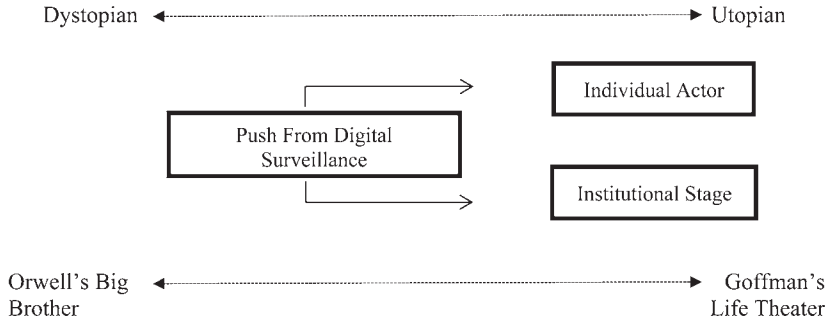 Dystopian
Utopian
Individual Actor
Push From Digital
Surveillance
Institutional Stage
Orwell’s Big
Brother
Goffman’s
Life Theater